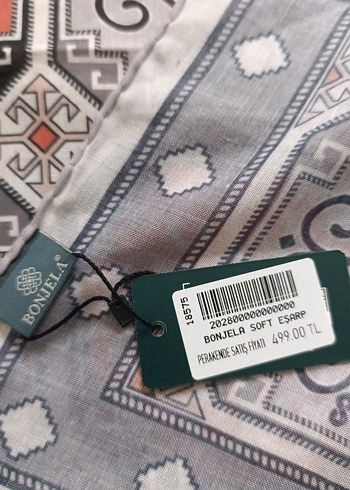 BONJELA®
18575
2028000000000000
BONJELA SOFT EŞARP
PERAKENDE SATIŞ FİYATI 499.00 TL